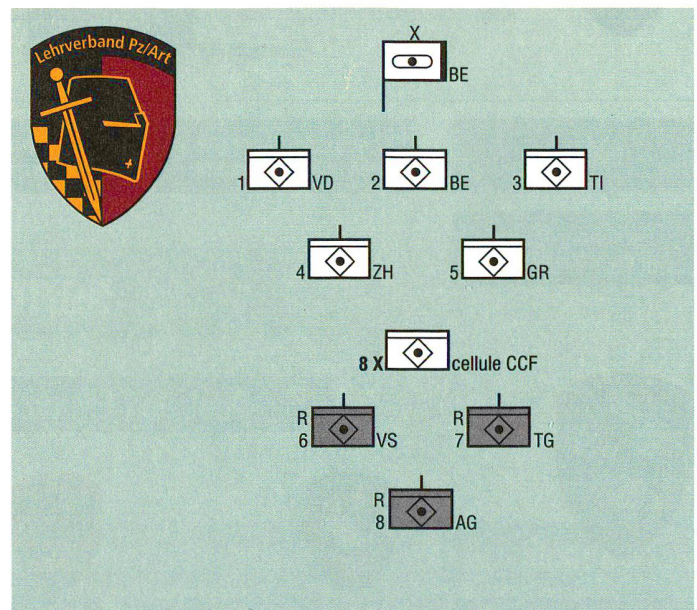 Lehrverband Pz/Art
X
BE
1 VD
2 BE
3 TI
4 ZH
5 GR
8 X cellule CCF
R
6 VS
R
7 TG
R
8 AG